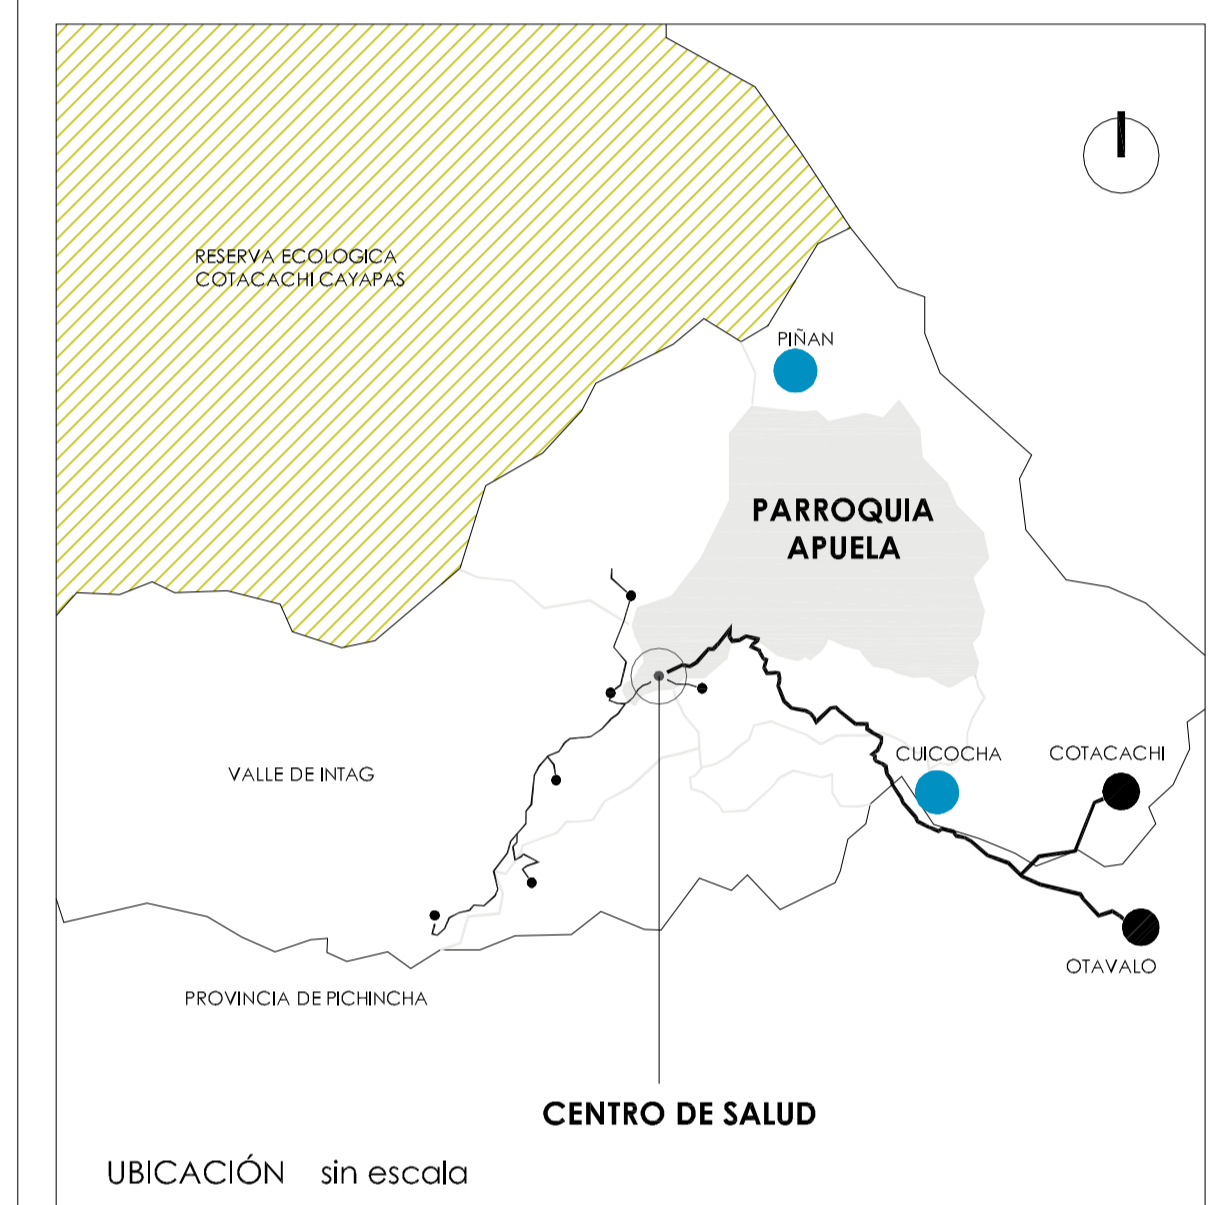 RESERVA ECOLOGICA
COTACACHI CAYAPAS
PIÑAN
PARROQUIA
APUELA
CUICOCHA
COTACACHI
VALLE DE INTAG
OTAVALO
PROVINCIA DE PICHINCHA
CENTRO DE SALUD
UBICACIÓN sin escala